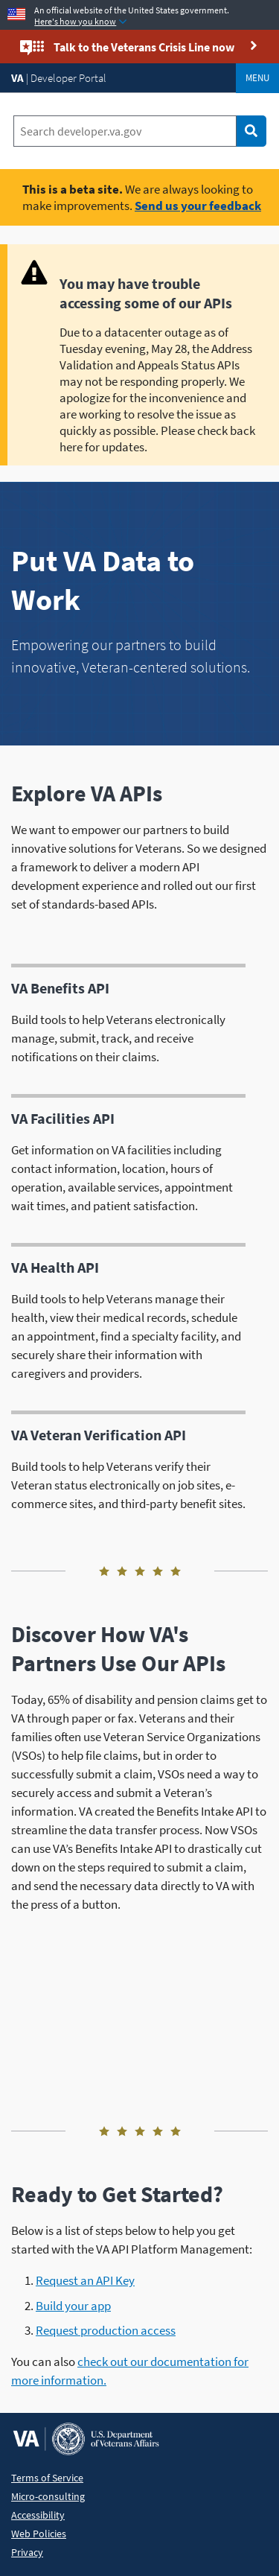 An official website of the United States government.
Here's how you know
Talk to the Veterans Crisis Line now
VA | Developer Portal
MENU
Search developer.va.gov
This is a beta site. We are always looking to
make improvements. Send us your feedback
You may have trouble
accessing some of our APIs
Due to a datacenter outage as of
Tuesday evening, May 28, the Address
Validation and Appeals Status APIs
may not be responding properly. We
apologize for the inconvenience and
are working to resolve the issue as
quickly as possible. Please check back
here for updates.
Put VA Data to
Work
Empowering our partners to build
innovative, Veteran-centered solutions.
Explore VA APIs
We want to empower our partners to build
innovative solutions for Veterans. So we designed
a framework to deliver a modern API
development experience and rolled out our first
set of standards-based APIs.
VA Benefits API
Build tools to help Veterans electronically
manage, submit, track, and receive
notifications on their claims.
VA Facilities API
Get information on VA facilities including
contact information, location, hours of
operation, available services, appointment
wait times, and patient satisfaction.
VA Health API
Build tools to help Veterans manage their
health, view their medical records, schedule
an appointment, find a specialty facility, and
securely share their information with
caregivers and providers.
VA Veteran Verification API
Build tools to help Veterans verify their
Veteran status electronically on job sites, e-
commerce sites, and third-party benefit sites.
Discover How VA's
Partners Use Our APIs
Today, 65% of disability and pension claims get to
VA through paper or fax. Veterans and their
families often use Veteran Service Organizations
(VSOs) to help file claims, but in order to
successfully submit a claim, VSOs need a way to
securely access and submit a Veteran's
information. VA created the Benefits Intake API to
streamline the data transfer process. Now VSOs
can use VA's Benefits Intake API to drastically cut
down on the steps required to submit a claim,
and send the necessary data directly to VA with
the press of a button.
Ready to Get Started?
Below is a list of steps below to help you get
started with the VA API Platform Management:
1. Request an API Key
2. Build your app
3. Request production access
You can also check out our documentation for
more information.
VA
U.S. Department
of Veterans Affairs
Terms of Service
Micro-consulting
Accessibility
Web Policies
Privacy